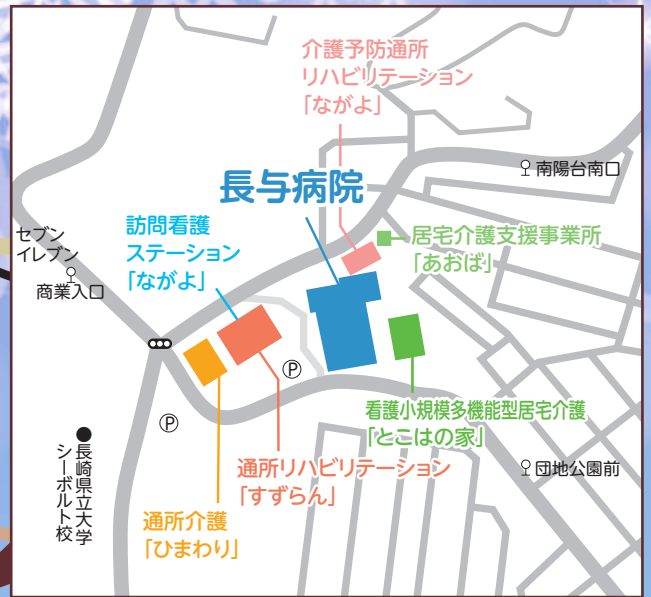 介護予防通所
リハビリテーション
「ながよ」
南陽台南口
長与病院
訪問看護
ステーション
「ながよ」
居宅介護支援事業所
「あおば」
セブン
イレブン
商業入口
P
P
看護小規模多機能型居宅介護
「とこはの家」
長崎県立大学
シーボルト校
通所リハビリテーション
「すずらん」
団地公園前
通所介護
「ひまわり」